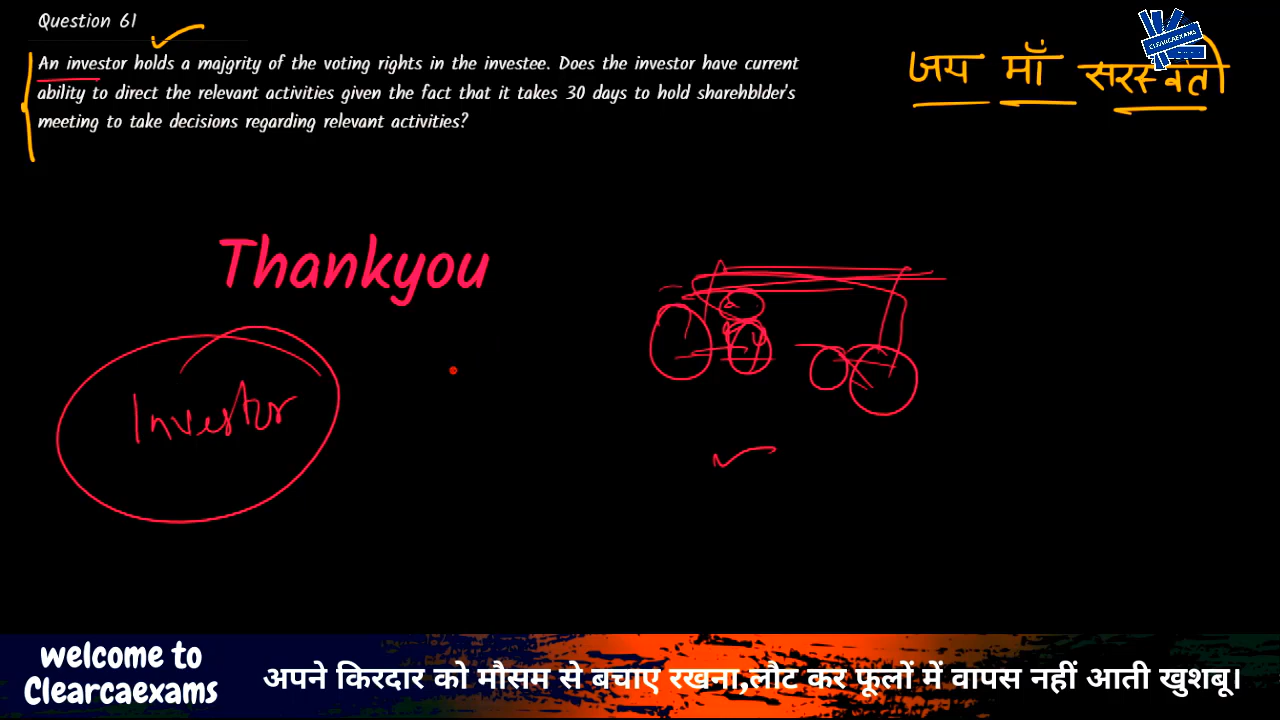 Question 61
An investor holds a majgrity of the voting rights in the investee. Does the investor have current
ability to direct the relevant activities given the fact that it takes 30 days to hold sharehblder's
meeting to take decisions regarding relevant activities?
जय माँ सरस्वती
CLEARCAEXAMS
Thankyou
Investor
welcome to
Clearcaexams
अपने किरदार को मौसम से बचाए रखना,लौट कर फूलों में वापस नहीं आती खुशबू।